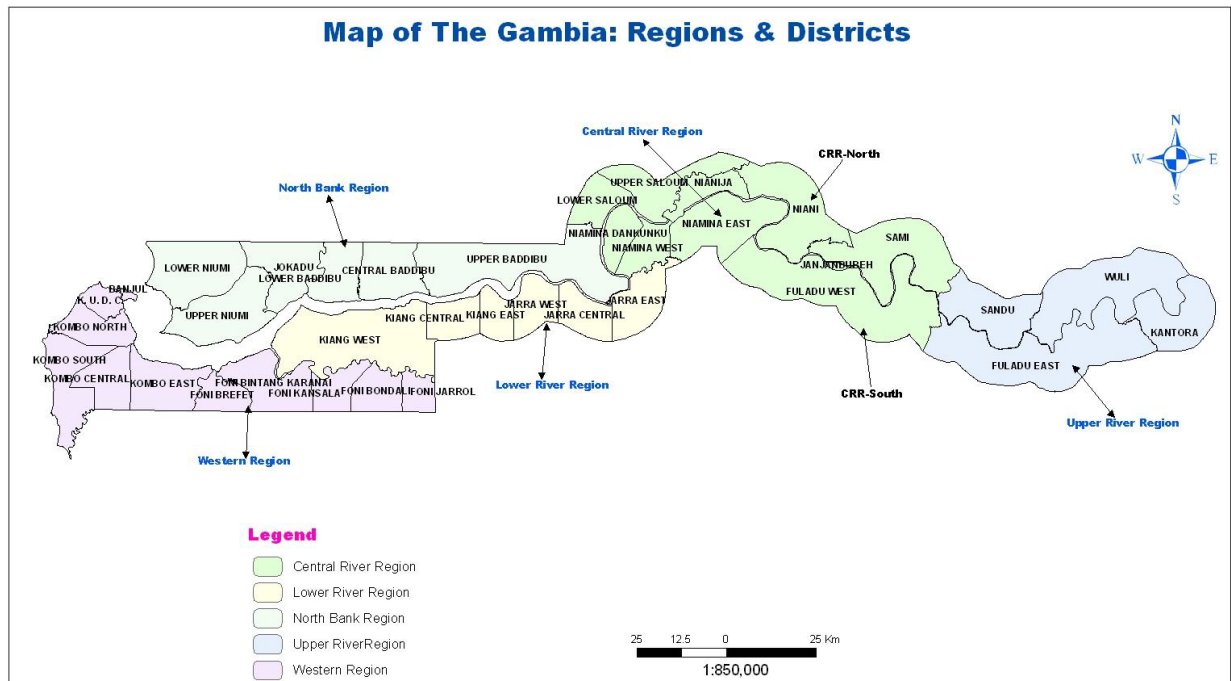 Map of The Gambia: Regions & Districts
N
W
E
S
Central River Region
CRR-North
North Bank Region
UPPER SALOUM
NIANIJA
LOWER SALOUM
NIANI
NIAMINA DANKUNKU
NIAMINA EAST
NIAMINA WEST
SAMI
LOWER NIUMI
JOKADU
LOWER BADDIBU
CENTRAL BADDIBU
UPPER BADDIBU
JANJANBUREH
WULI
FULADU WEST
SANDU
KANTORA
UPPER NIUMI
K. U. D. C
KOMBO NORTH
KIANG CENTRAL
KIANG EAST
JARRA WEST
JARRA CENTRAL
JARRA EAST
KIANG WEST
KOMBO SOUTH
KOMBO CENTRAL
KOMBO EAST
FONI BREFET
FONI BINTANG KARANAI
FONI KANSALA
FONI BONDALI
FONI JARROL
FULADU EAST
Lower River Region
CRR-South
Upper River Region
Western Region
Legend
Central River Region
Lower River Region
North Bank Region
Upper RiverRegion
Western Region
25 12.5 0 25 Km
1:850,000